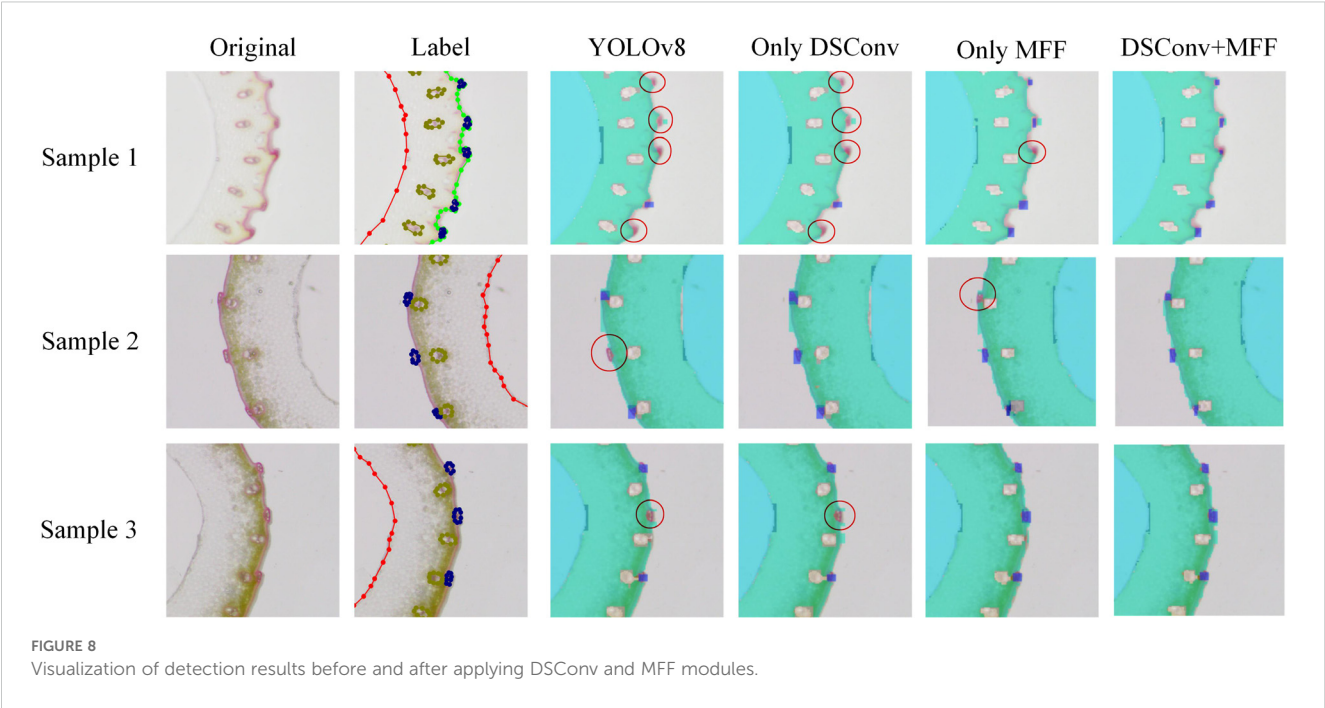 Original Label YOLOv8 Only DSConv Only MFF DSConv+MFF
Sample 1
Sample 2
Sample 3
FIGURE 8
Visualization of detection results before and after applying DSConv and MFF modules.